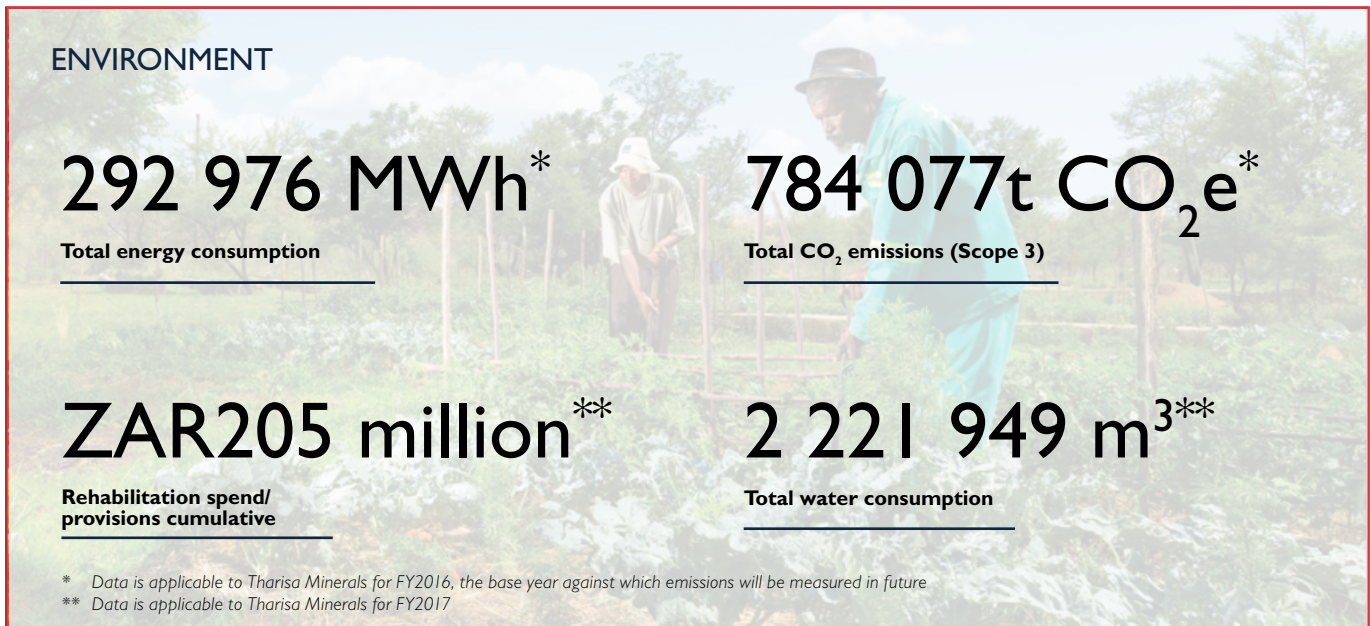 ENVIRONMENT
292 976 MWh*
Total energy consumption
784 077t CO₂e*
Total CO₂ emissions (Scope 3)
ZAR205 million**
Rehabilitation spend/
provisions cumulative
2 221 949 m³**
Total water consumption
* Data is applicable to Tharisa Minerals for FY2016, the base year against which emissions will be measured in future
** Data is applicable to Tharisa Minerals for FY2017